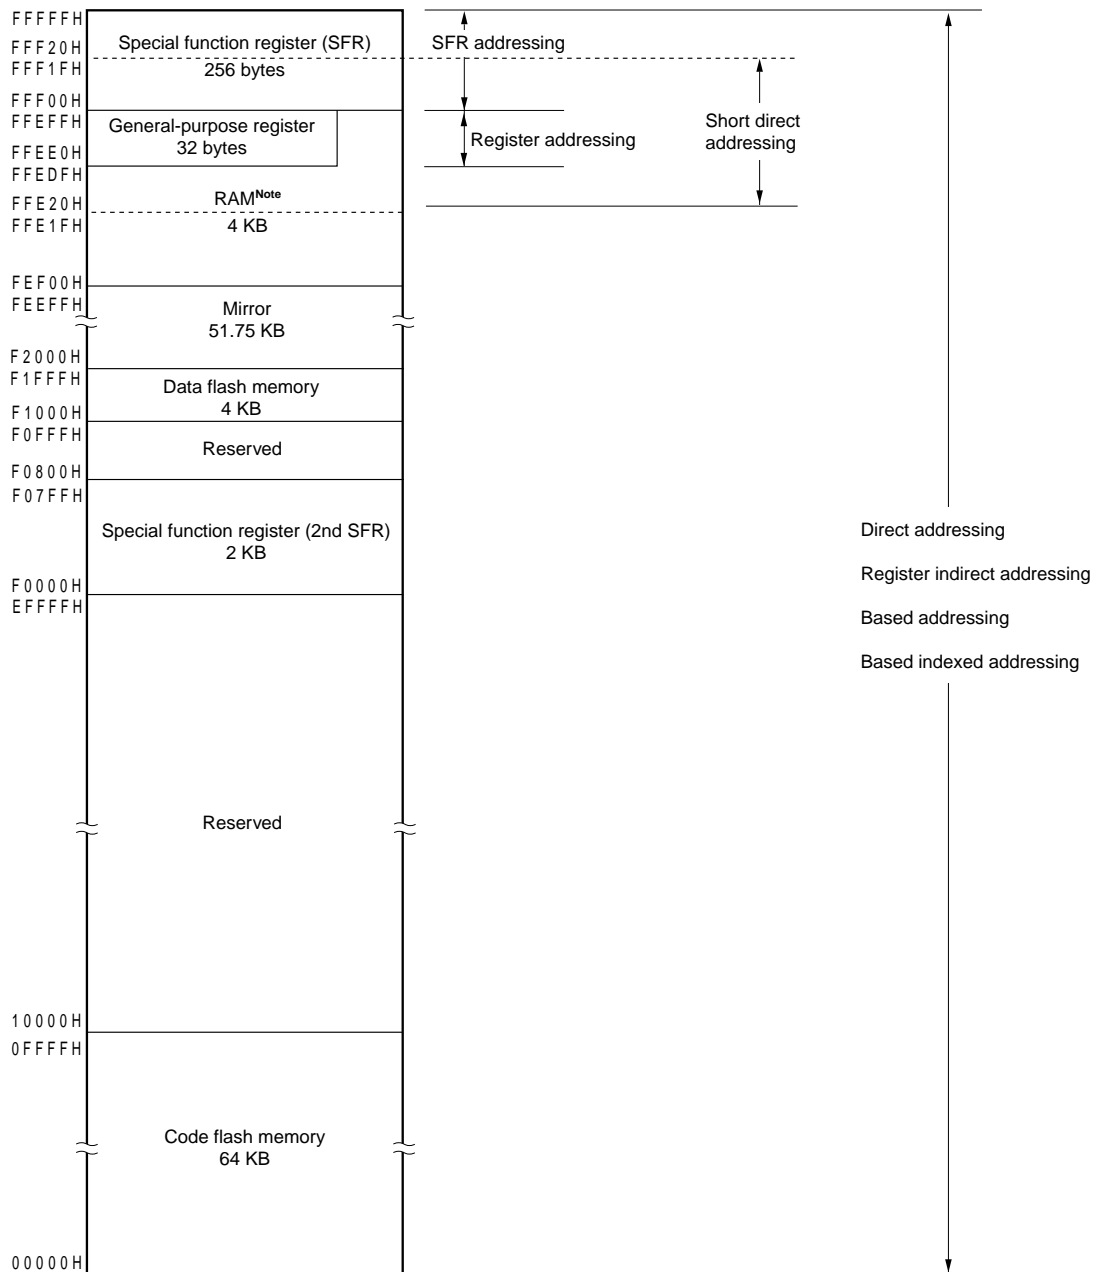 FFFFFH
FFF20H
FFF1FH
FFF00H
FFEFFH
FFEE0H
FFEDFH
FFE20H
FFE1FH
FEF00H
FEEFFH
F2000H
F1FFFH
F1000H
F0FFFH
F0800H
F07FFH
F0000H
EFFFFH
10000H
0FFFFH
00000H
Special function register (SFR)
256 bytes
General-purpose register
32 bytes
RAMNote
4 KB
Mirror
51.75 KB
Data flash memory
4 KB
Reserved
Special function register (2nd SFR)
2 KB
Reserved
Code flash memory
64 KB
SFR addressing
Register addressing
Short direct
addressing
Direct addressing
Register indirect addressing
Based addressing
Based indexed addressing